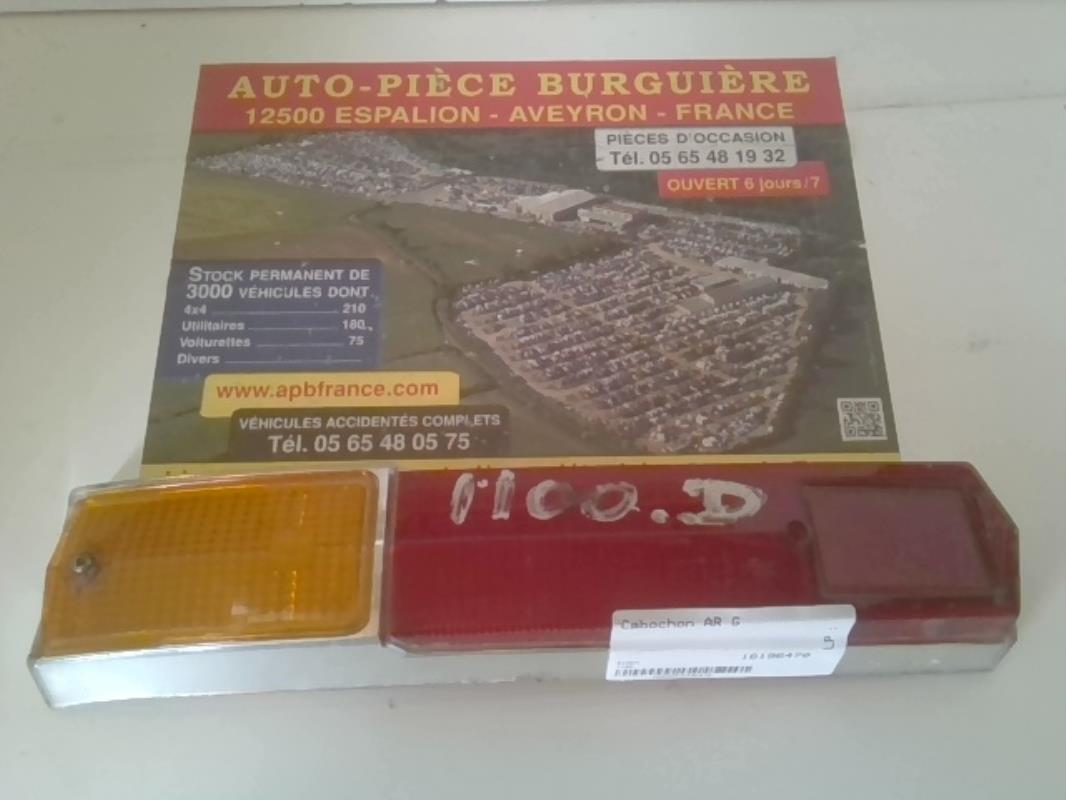 AUTO-PIÈCE BURGUIÈRE
12500 ESPALION - AVEYRON - FRANCE
PIÈCES D'OCCASION
Tél. 05 65 48 19 32
OUVERT 6 jours/7
STOCK PERMANENT DE
3000 VÉHICULES DONT
4x4 210
Utilitaires 180
Voiturettes 75
Divers
www.apbfrance.com
VÉHICULES ACCIDENTÉS COMPLETS
Tél. 05 65 48 05 75
1100.D
Cabochon AR G